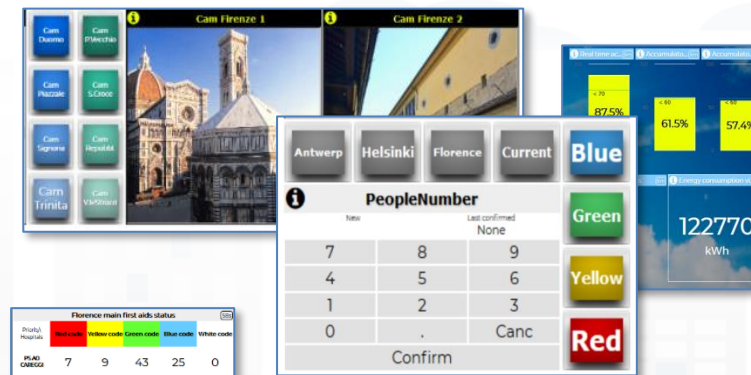 Cam Duomo
Cam P.Vecchio
Cam Piazzale
Cam S.Croce
Cam Signoria
Cam Repubbl
Cam Trinita
Cam
Cam Firenze 1
Cam Firenze 2
Real time ac...
Accumulatio...
Accumulation
< 70
87.5%
< 60
61.5%
< 60
57.4%
Energy consumption
122770
kWh
Antwerp
Helsinki
Florence
Current
Blue
Green
Yellow
Red
PeopleNumber
New
Last confirmed
None
7 8 9
4 5 6
1 2 3
0 . Canc
Confirm
Florence main first aids status
Priority\
Hospitals
Red code Yellow code Green code Blue code White code
PS AO
CAREGGI
7 9 43 25 0